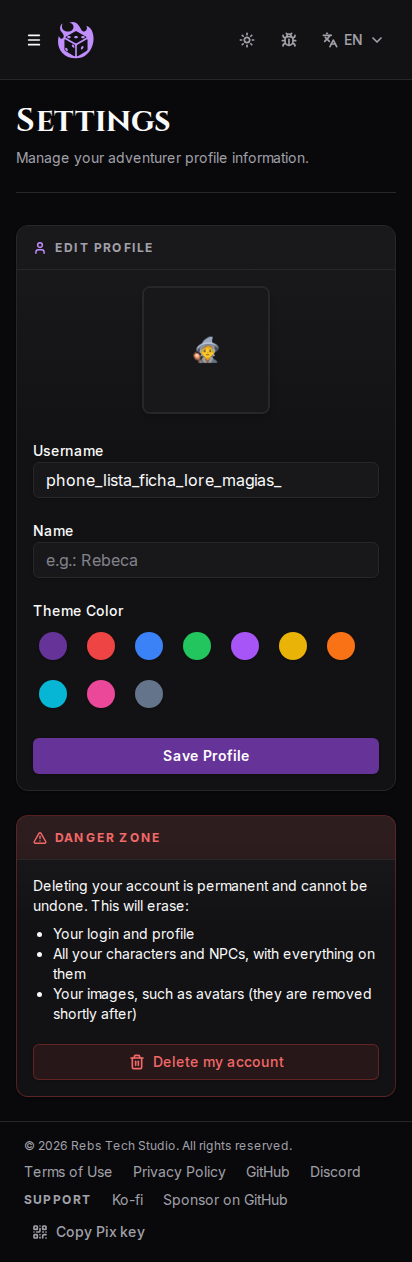 EN
Settings
Manage your adventurer profile information.
EDIT PROFILE
Username
phone_lista_ficha_lore_magias_
Name
e.g.: Rebeca
Theme Color
Save Profile
DANGER ZONE
Deleting your account is permanent and cannot be
undone. This will erase:
• Your login and profile
• All your characters and NPCs, with everything on
them
• Your images, such as avatars (they are removed
shortly after)
Delete my account
© 2026 Rebs Tech Studio. All rights reserved.
Terms of Use Privacy Policy GitHub Discord
SUPPORT Ko-fi Sponsor on GitHub
Copy Pix key